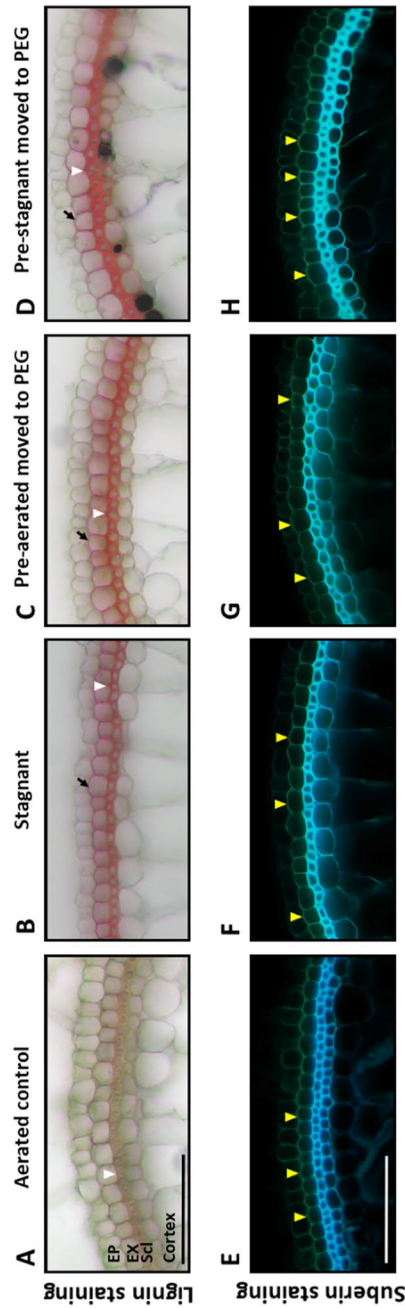 A Aerated control
B Stagnant
C Pre-aerated moved to PEG
D Pre-stagnant moved to PEG
Lignin staining
EP
EX
Scl
Cortex
E
F
G
H
Suberin staining